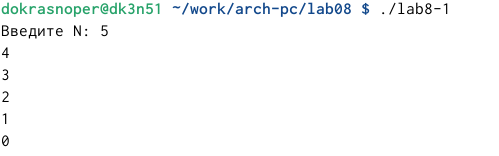 dokrasnoper@dk3n51 ~/work/arch-pc/lab08 $ ./lab8-1
Введите N: 5
4
3
2
1
0